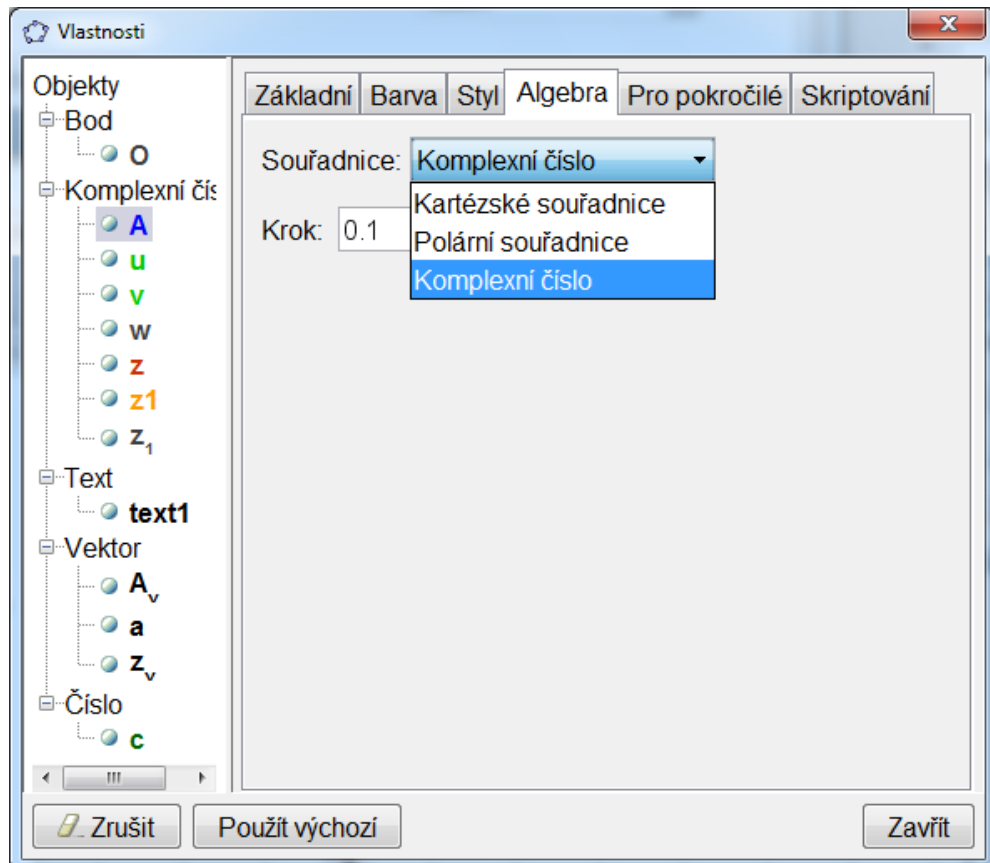 Vlastnosti
Objekty
Bod
O
Komplexní čís
A
u
v
w
z
z1
z₁
Text
text1
Vektor
Aᵥ
a
zᵥ
Číslo
c
Základní Barva Styl Algebra Pro pokročilé Skriptování
Souřadnice: Komplexní číslo
Kartézské souřadnice
Polární souřadnice
Komplexní číslo
Krok: 0.1
Zrušit Použít výchozí Zavřít